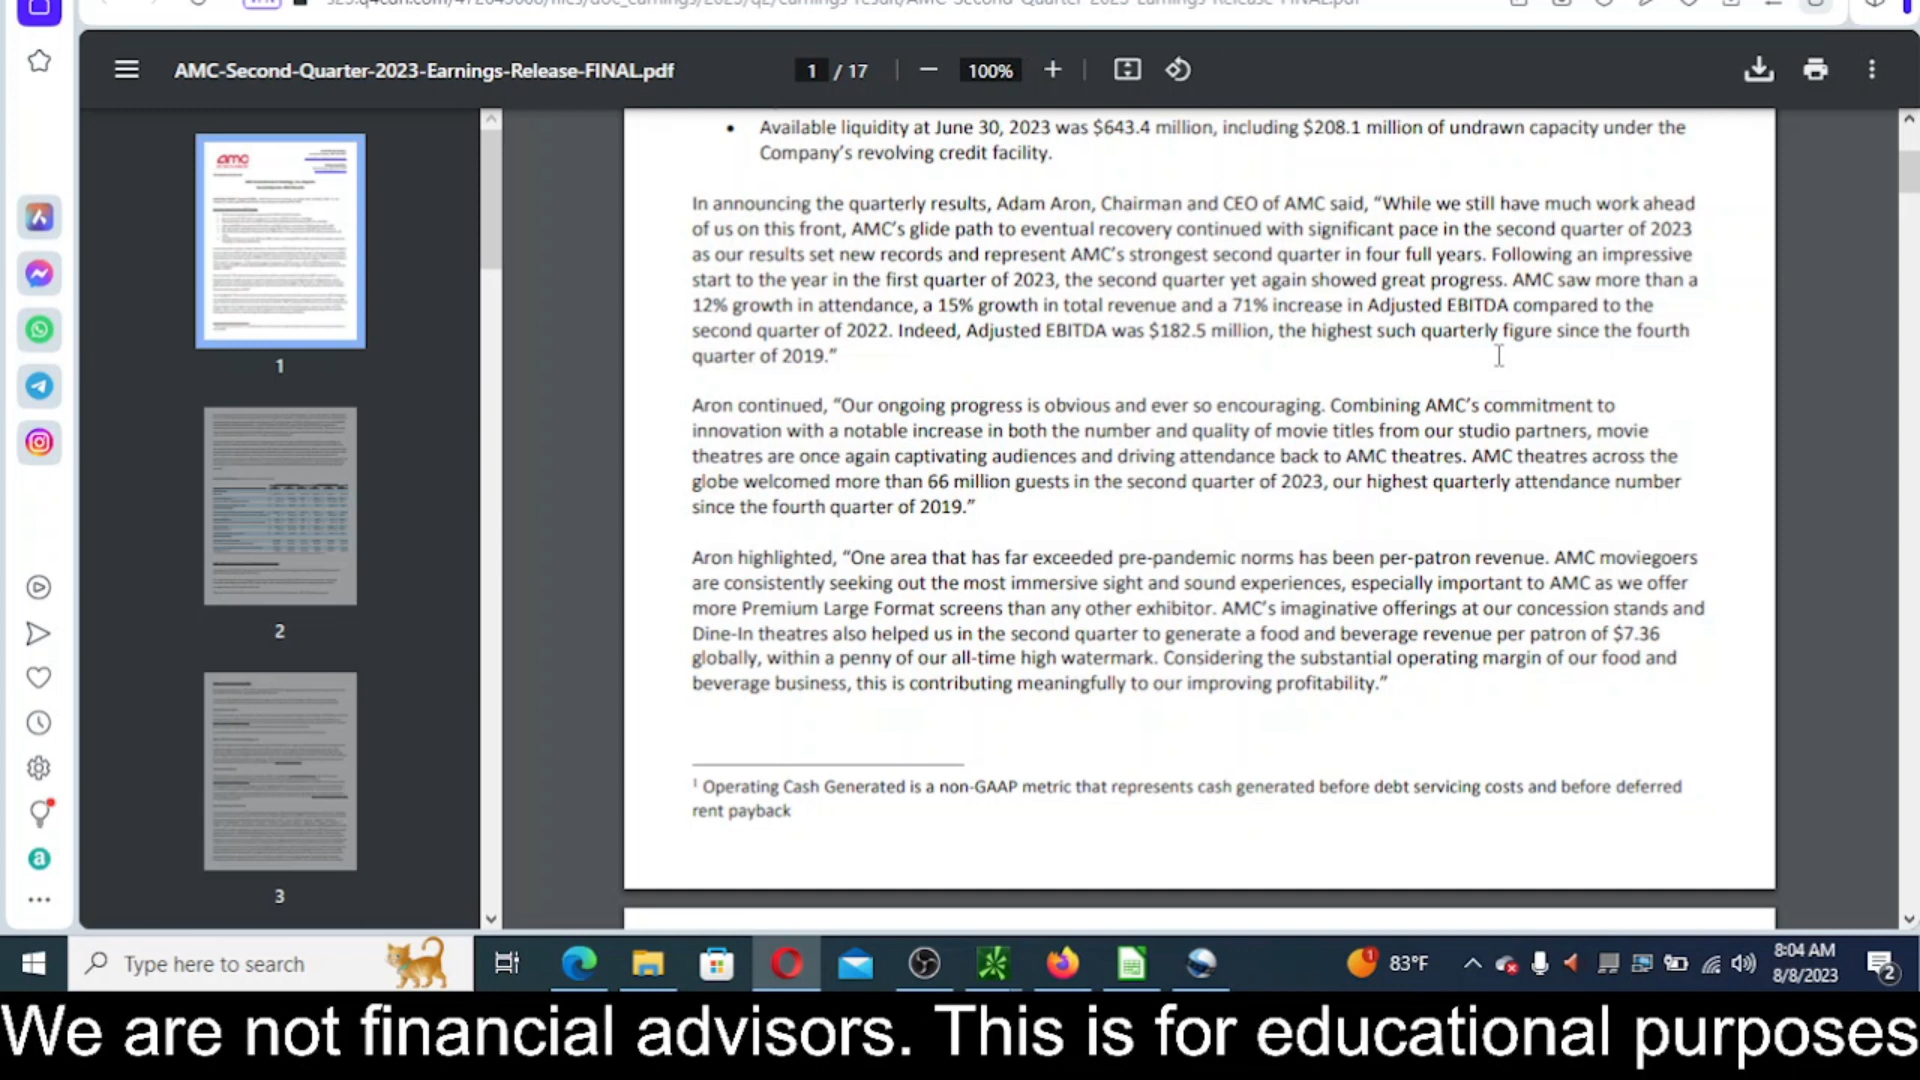 AMC-Second-Quarter-2023-Earnings-Release-FINAL.pdf
1 / 17
100%
• Available liquidity at June 30, 2023 was $643.4 million, including $208.1 million of undrawn capacity under the
Company’s revolving credit facility.
In announcing the quarterly results, Adam Aron, Chairman and CEO of AMC said, “While we still have much work ahead
of us on this front, AMC’s glide path to eventual recovery continued with significant pace in the second quarter of 2023
as our results set new records and represent AMC’s strongest second quarter in four full years. Following an impressive
start to the year in the first quarter of 2023, the second quarter yet again showed great progress. AMC saw more than a
12% growth in attendance, a 15% growth in total revenue and a 71% increase in Adjusted EBITDA compared to the
second quarter of 2022. Indeed, Adjusted EBITDA was $182.5 million, the highest such quarterly figure since the fourth
quarter of 2019.”
Aron continued, “Our ongoing progress is obvious and ever so encouraging. Combining AMC’s commitment to
innovation with a notable increase in both the number and quality of movie titles from our studio partners, movie
theatres are once again captivating audiences and driving attendance back to AMC theatres. AMC theatres across the
globe welcomed more than 66 million guests in the second quarter of 2023, our highest quarterly attendance number
since the fourth quarter of 2019.”
Aron highlighted, “One area that has far exceeded pre-pandemic norms has been per-patron revenue. AMC moviegoers
are consistently seeking out the most immersive sight and sound experiences, especially important to AMC as we offer
more Premium Large Format screens than any other exhibitor. AMC’s imaginative offerings at our concession stands and
Dine-In theatres also helped us in the second quarter to generate a food and beverage revenue per patron of $7.36
globally, within a penny of our all-time high watermark. Considering the substantial operating margin of our food and
beverage business, this is contributing meaningfully to our improving profitability.”
1 Operating Cash Generated is a non-GAAP metric that represents cash generated before debt servicing costs and before deferred
rent payback
amc
1
2
3
Type here to search
83°F
8:04 AM
8/8/2023
2
We are not financial advisors. This is for educational purposes